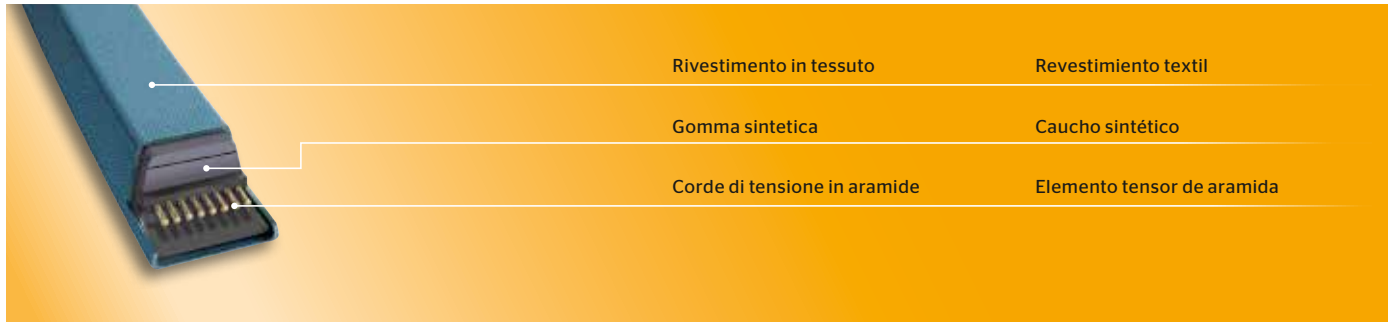 Rivestimento in tessuto Revestimiento textil
Gomma sintetica Caucho sintético
Corde di tensione in aramide Elemento tensor de aramida